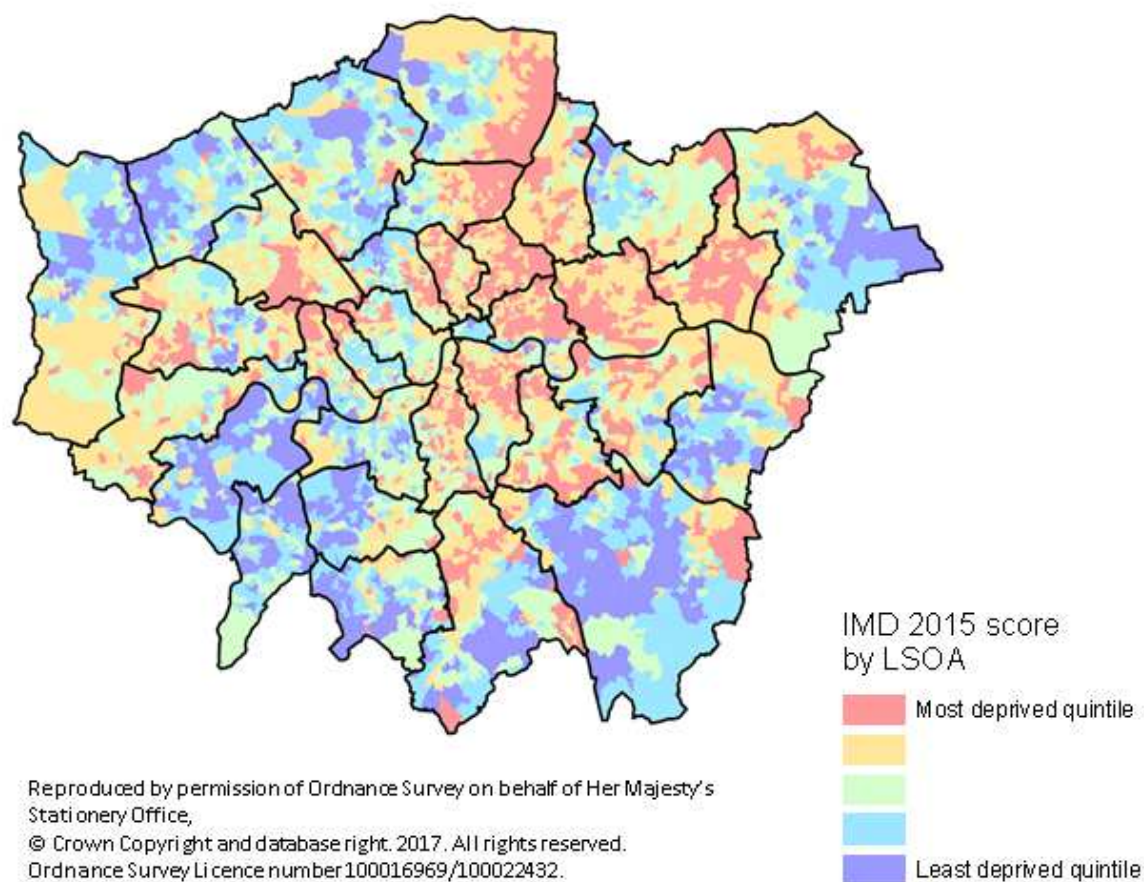 IMD 2015 score
by LSOA
Most deprived quintile
Least deprived quintile
Reproduced by permission of Ordnance Survey on behalf of Her Majesty's
Stationery Office,
© Crown Copyright and database right. 2017. All rights reserved.
Ordnance Survey Licence number 100016969/100022432.